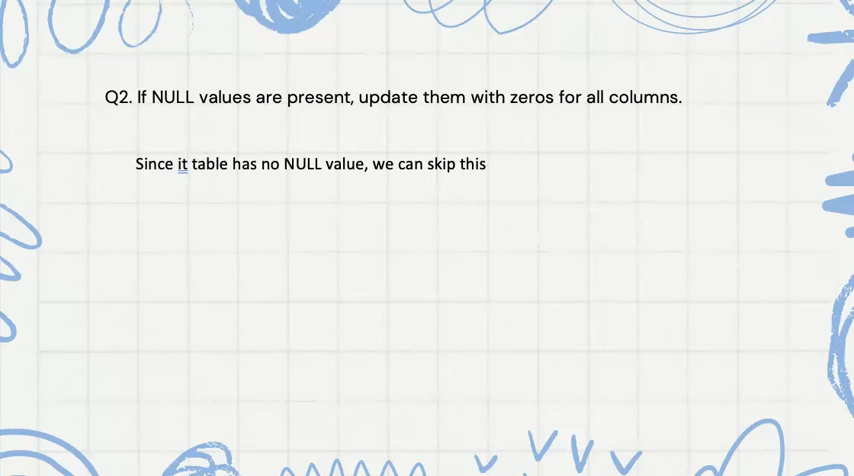 Q2. If NULL values are present, update them with zeros for all columns.
Since it table has no NULL value, we can skip this